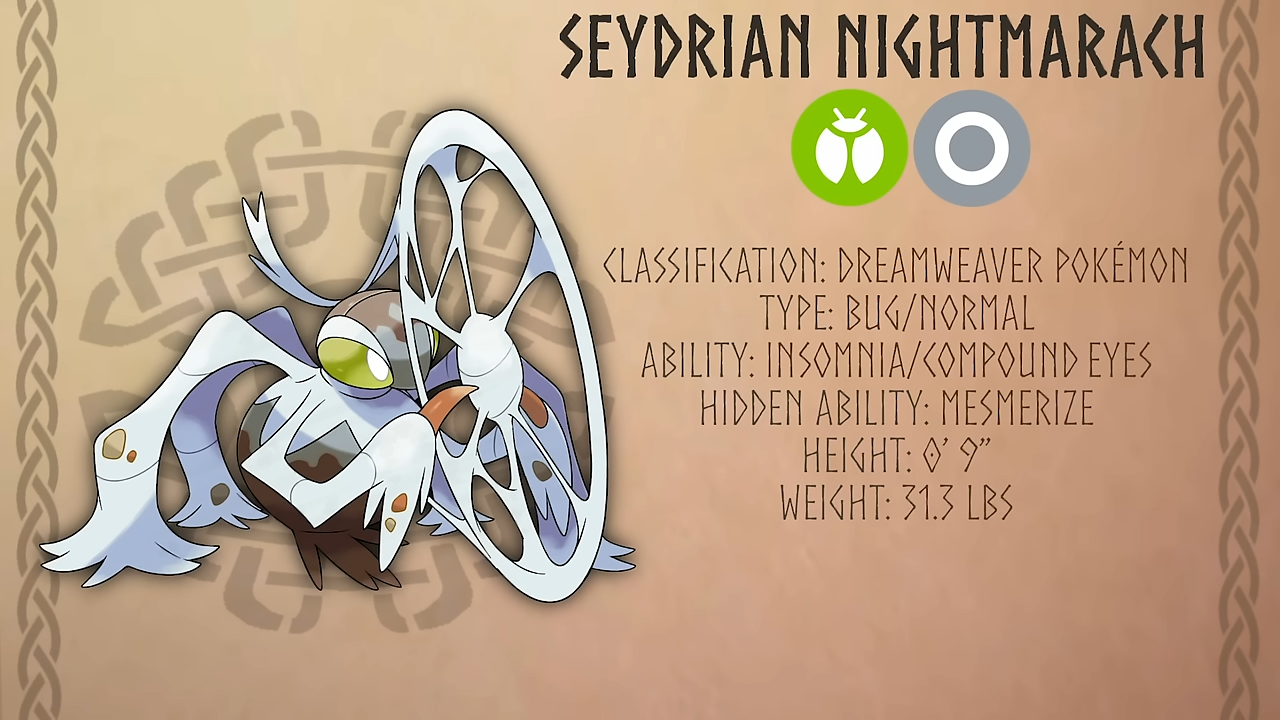 SEYDRIAN NIGHTMARACH
CLASSIFICATION: DREAMWEAVER POKÉMON
TYPE: BUG/NORMAL
ABILITY: INSOMNIA/COMPOUND EYES
HIDDEN ABILITY: MESMERIZE
HEIGHT: 0' 9"
WEIGHT: 31.3 LBS